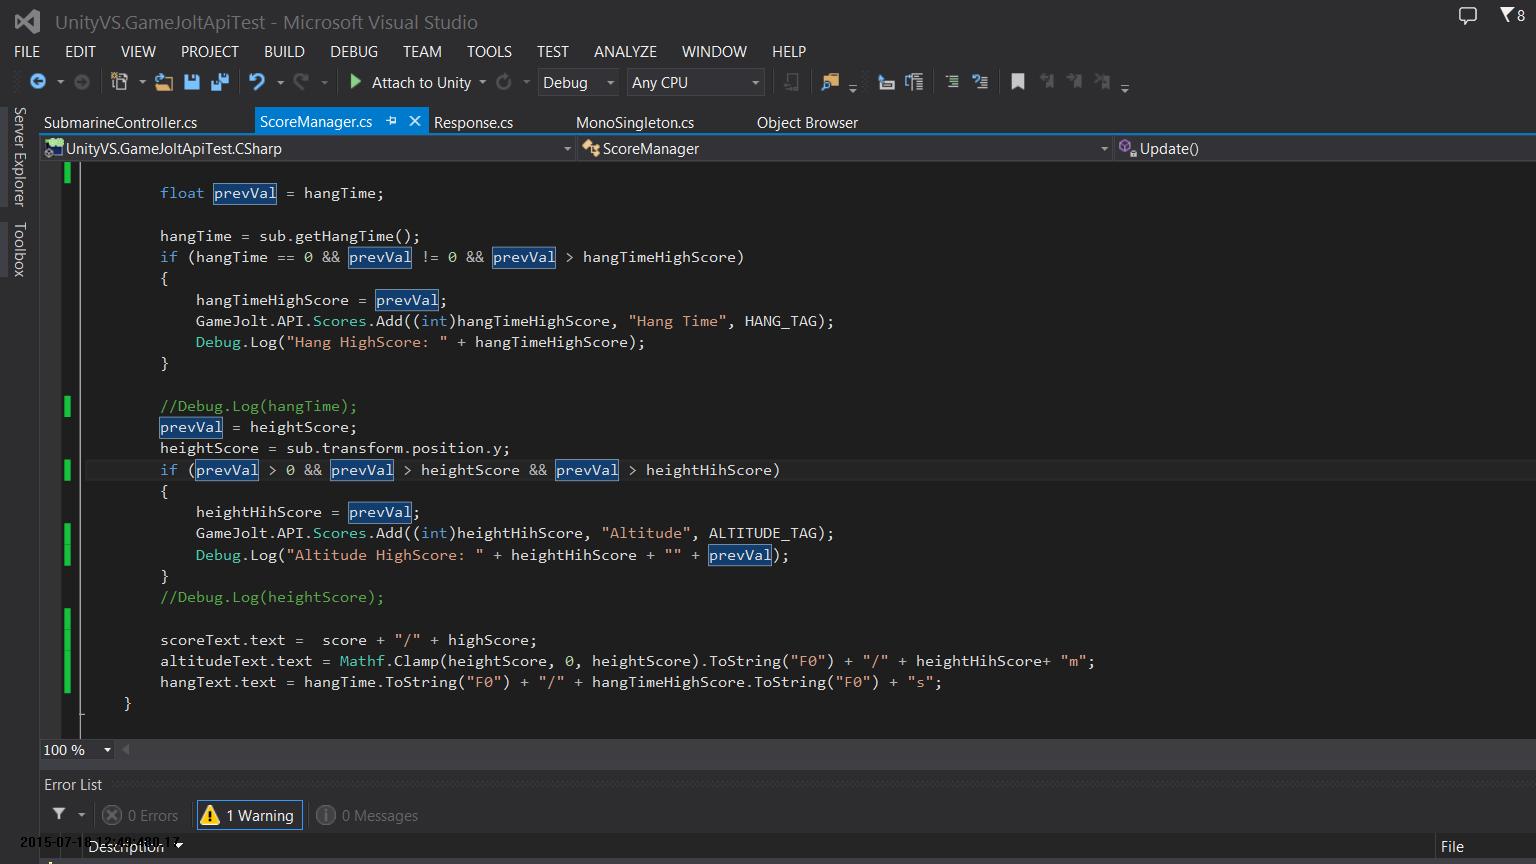 UnityVS.GameJoltApiTest - Microsoft Visual Studio
8
FILE EDIT VIEW PROJECT BUILD DEBUG TEAM TOOLS TEST ANALYZE WINDOW HELP
Attach to Unity Debug Any CPU
Server Explorer
Toolbox
SubmarineController.cs ScoreManager.cs Response.cs MonoSingleton.cs Object Browser
UnityVS.GameJoltApiTest.CSharp ScoreManager Update()
float prevVal = hangTime;
hangTime = sub.getHangTime();
if (hangTime == 0 && prevVal != 0 && prevVal > hangTimeHighScore)
{
hangTimeHighScore = prevVal;
GameJolt.API.Scores.Add((int)hangTimeHighScore, "Hang Time", HANG_TAG);
Debug.Log("Hang HighScore: " + hangTimeHighScore);
}
//Debug.Log(hangTime);
prevVal = heightScore;
heightScore = sub.transform.position.y;
if (prevVal > 0 && prevVal > heightScore && prevVal > heightHihScore)
{
heightHihScore = prevVal;
GameJolt.API.Scores.Add((int)heightHihScore, "Altitude", ALTITUDE_TAG);
Debug.Log("Altitude HighScore: " + heightHihScore + "" + prevVal);
}
//Debug.Log(heightScore);
scoreText.text =  score + "/" + highScore;
altitudeText.text = Mathf.Clamp(heightScore, 0, heightScore).ToString("F0") + "/" + heightHihScore+ "m";
hangText.text = hangTime.ToString("F0") + "/" + hangTimeHighScore.ToString("F0") + "s";
}
100 %
Error List
0 Errors 1 Warning 0 Messages
Description File